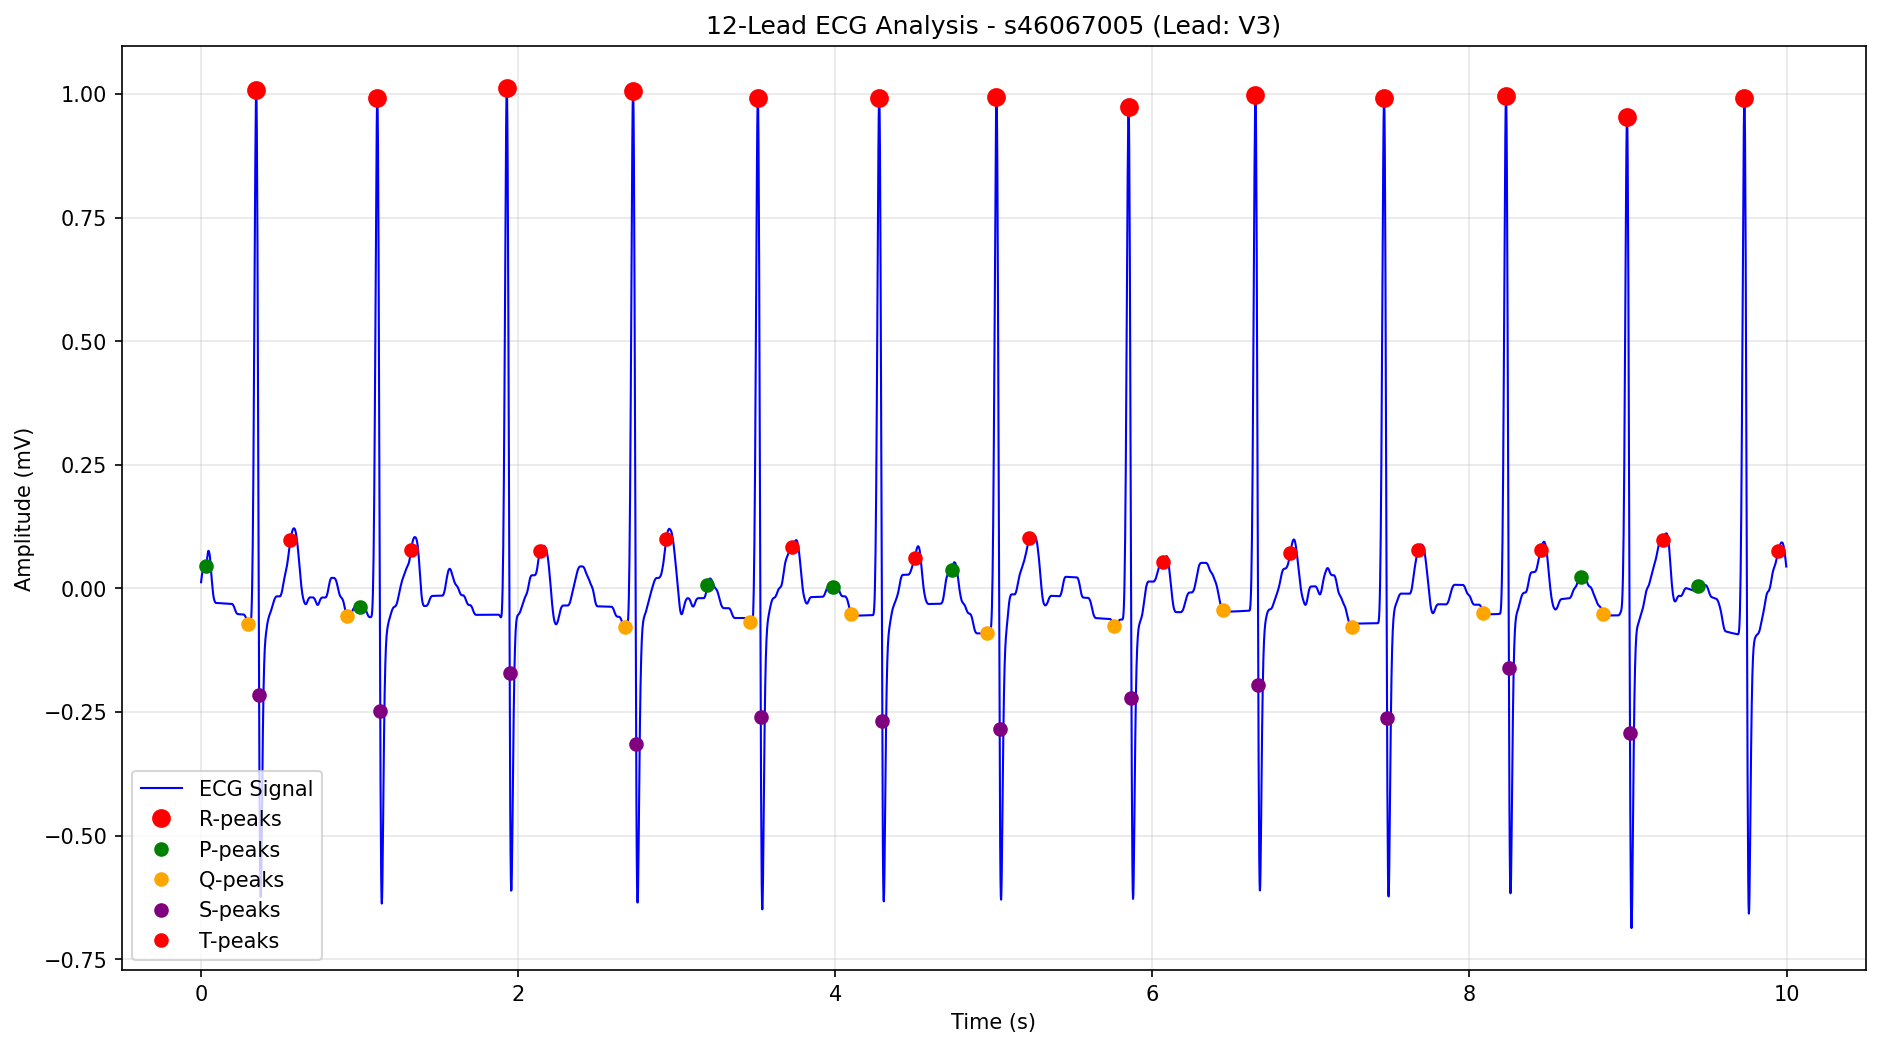 12-Lead ECG Analysis - s46067005 (Lead: V3)
Amplitude (mV)
1.00
0.75
0.50
0.25
0.00
−0.25
−0.50
−0.75
ECG Signal
R-peaks
P-peaks
Q-peaks
S-peaks
T-peaks
0 2 4 6 8 10
Time (s)